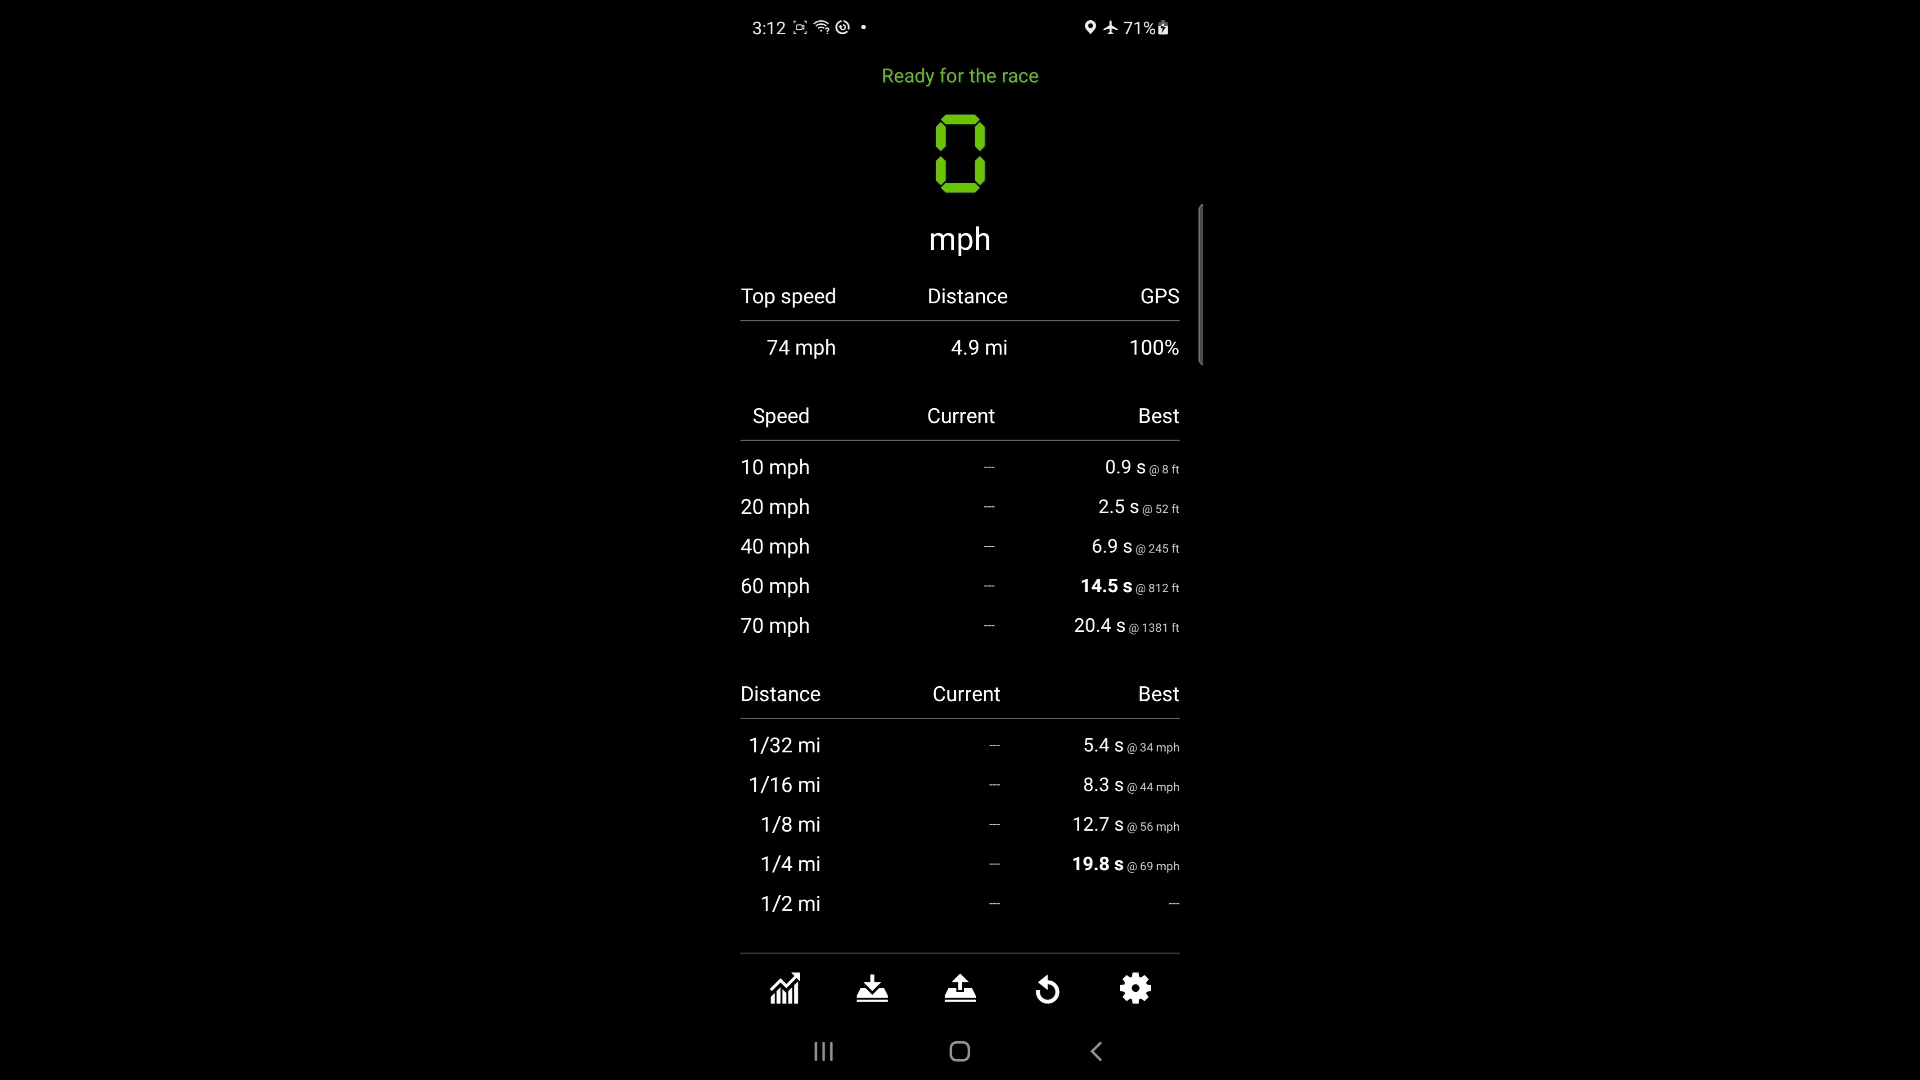 3:12 71%
Ready for the race
0
mph
Top speed Distance GPS
74 mph 4.9 mi 100%
Speed Current Best
10 mph --- 0.9 s @ 8 ft
20 mph --- 2.5 s @ 52 ft
40 mph --- 6.9 s @ 245 ft
60 mph --- 14.5 s @ 812 ft
70 mph --- 20.4 s @ 1381 ft
Distance Current Best
1/32 mi --- 5.4 s @ 34 mph
1/16 mi --- 8.3 s @ 44 mph
1/8 mi --- 12.7 s @ 56 mph
1/4 mi --- 19.8 s @ 69 mph
1/2 mi --- ---